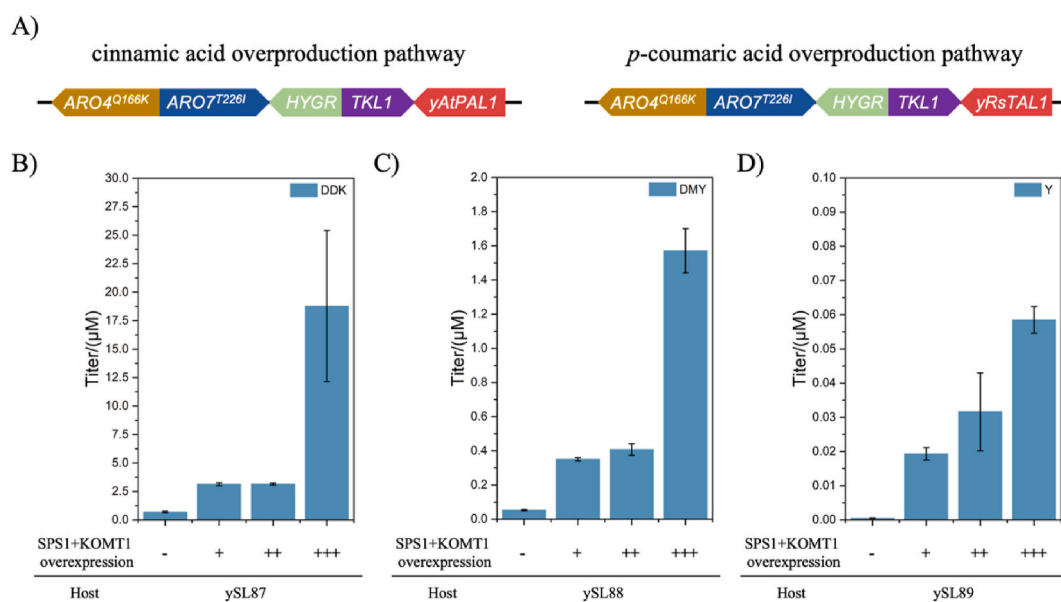 A)
cinnamic acid overproduction pathway
p-coumaric acid overproduction pathway
ARO4Q166K ARO7T226I HYGR TKL1 yAtPAL1
ARO4Q166K ARO7T226I HYGR TKL1 yRsTAL1
B)
30.0
27.5
25.0
22.5
20.0
17.5
15.0
12.5
10.0
7.5
5.0
2.5
0.0
Titer/(μM)
DDK
SPS1+KOMT1
overexpression
- + ++ +++
Host ySL87
C)
2.0
1.8
1.6
1.4
1.2
1.0
0.8
0.6
0.4
0.2
0.0
Titer/(μM)
DMY
SPS1+KOMT1
overexpression
- + ++ +++
Host ySL88
D)
0.10
0.09
0.08
0.07
0.06
0.05
0.04
0.03
0.02
0.01
0.00
Titer/(μM)
Y
SPS1+KOMT1
overexpression
- + ++ +++
Host ySL89